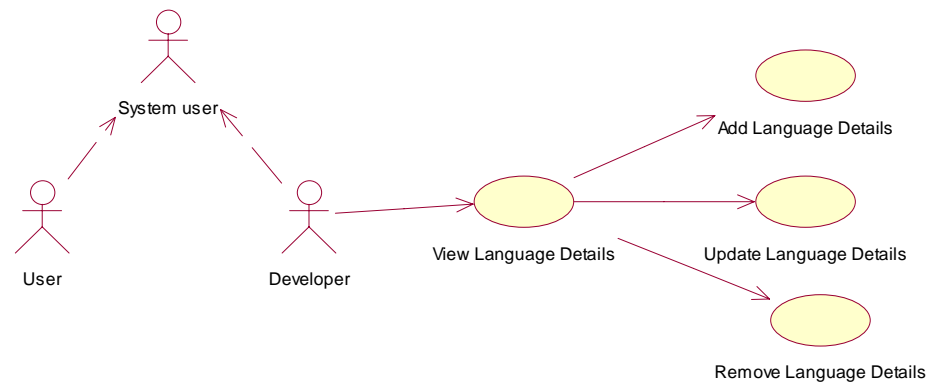 System user
Add Language Details
User
Developer
View Language Details
Update Language Details
Remove Language Details